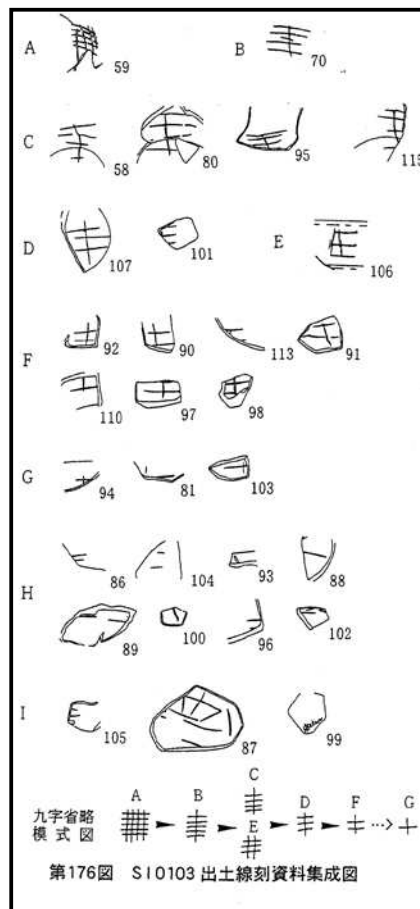 A 59 B 70
C 58 80 95 115
D 107 101 E 106
F 92 90 113 91
110 97 98
G 94 81 103
H 86 104 93 88
89 100 96 102
I 105 87 99
九字省略
模式図
A B C E D F G
第176図 SI0103出土線刻資料集成図